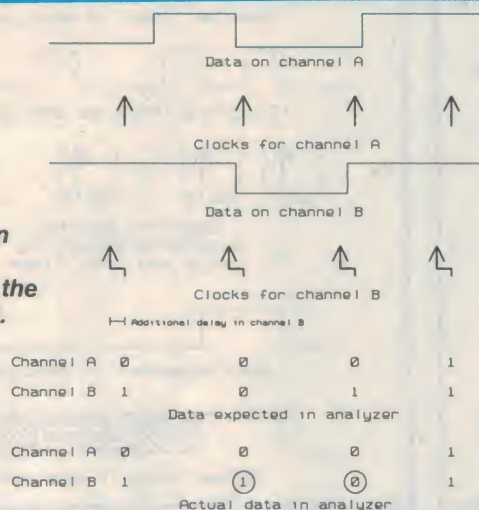 Data on channel A
Clocks for channel A
Data on channel B
n
the
.
Clocks for channel B
Additional delay in channel B
Channel A 0 0 0 1
Channel B 1 0 1 1
Data expected in analyzer
Channel A 0 0 0 1
Channel B 1 1 0 1
Actual data in analyzer